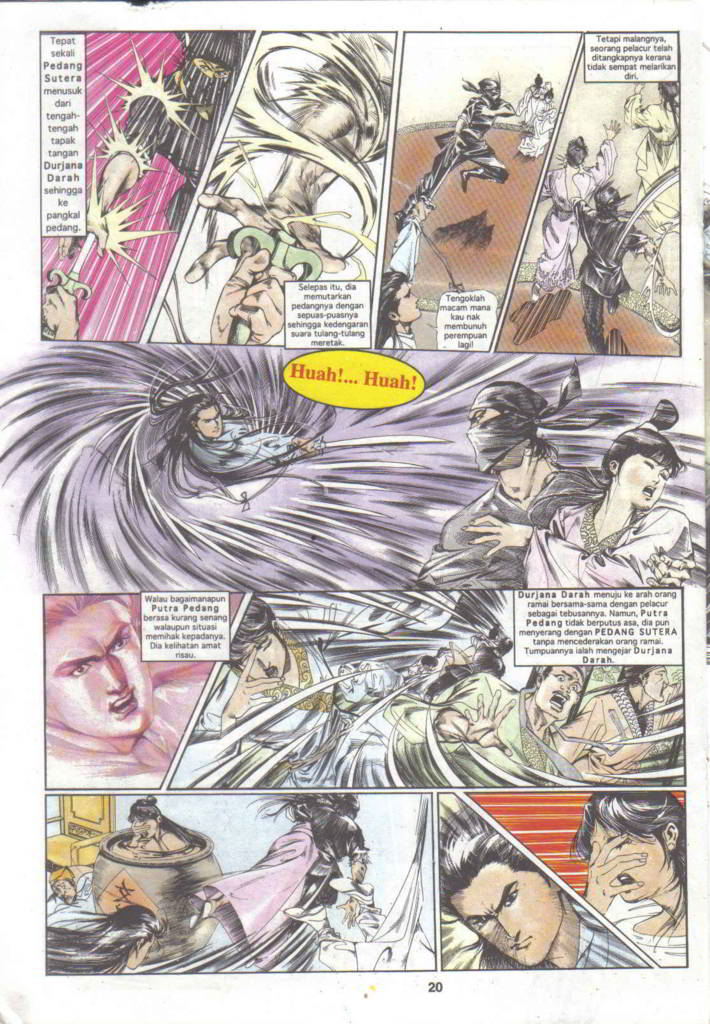 Tepat
sekali
Pedang
Sutera
menusuk
dari
tengah-
tengah
tapak
tangan
Durjana
Darah
sehingga
ke
pangkal
pedang.
Selepas itu, dia
memutarkan
pedangnya dengan
sepuas-puasnya
sehingga kedengaran
suara tulang-tulang
meretak.
Tengoklah
macam mana
kau nak
membunuh
perempuan
lagi!
Tetapi malangnya,
seorang pelacur telah
ditangkapnya kerana
tidak sempat melarikan
diri.
Huah!... Huah!
Walau bagaimanapun
Putra Pedang
berasa kurang senang
walaupun situasi
memihak kepadanya.
Dia kelihatan amat
risau.
Durjana Darah menuju ke arah orang
ramai bersama-sama dengan pelacur
sebagai tebusannya. Namun, Putra
Pedang tidak berputus asa, dia pun
menyerang dengan PEDANG SUTERA
tanpa mencederakan orang ramai.
Tumpuannya ialah mengejar Durjana
Darah.
20